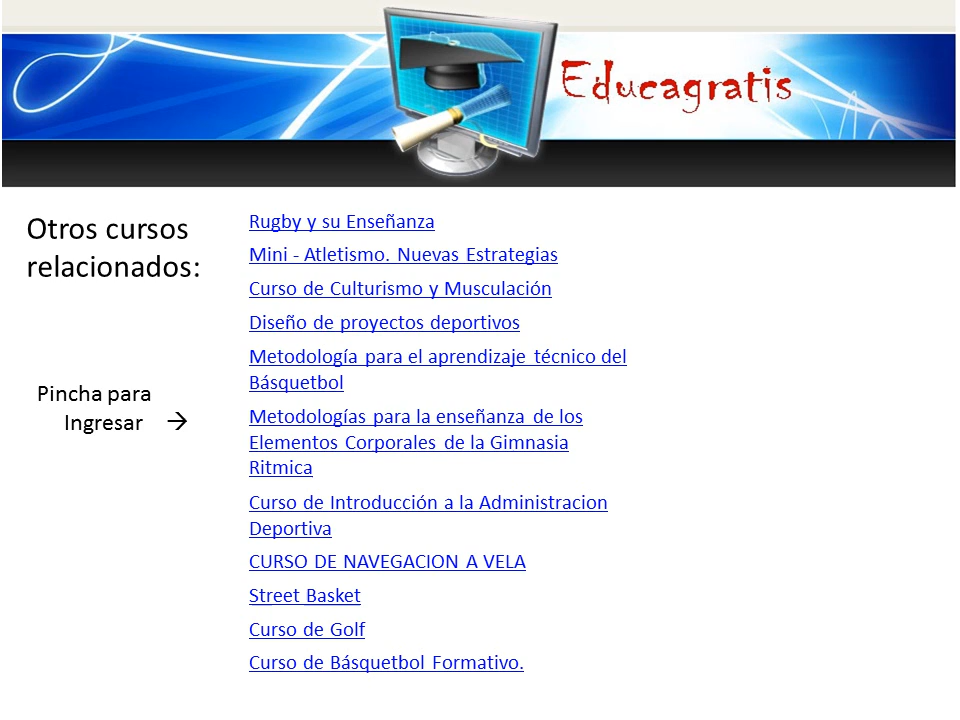 Educagratis
Otros cursos
relacionados:
Pincha para
Ingresar →
Rugby y su Enseñanza
Mini - Atletismo. Nuevas Estrategias
Curso de Culturismo y Musculación
Diseño de proyectos deportivos
Metodología para el aprendizaje técnico del
Básquetbol
Metodologías para la enseñanza de los
Elementos Corporales de la Gimnasia
Ritmica
Curso de Introducción a la Administracion
Deportiva
CURSO DE NAVEGACION A VELA
Street Basket
Curso de Golf
Curso de Básquetbol Formativo.